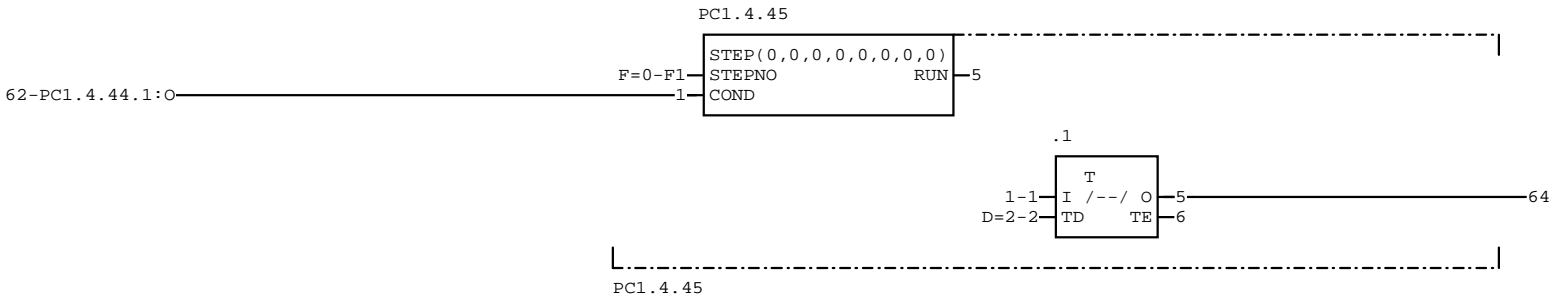 PC1.4.45
STEP(0,0,0,0,0,0,0,0)
F=0-F1 STEPNO RUN 5
62-PC1.4.44.1:O 1 COND
.1
T
1-1 I /--/ O 5 64
D=2-2 TD TE 6
PC1.4.45